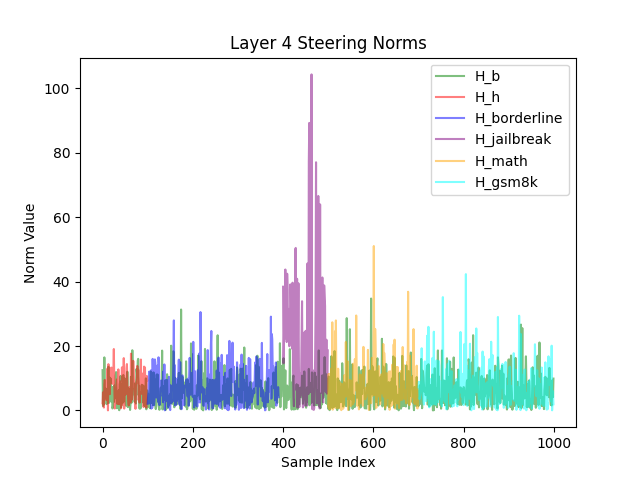 Layer 4 Steering Norms
H_b
H_h
H_borderline
H_jailbreak
H_math
H_gsm8k
Norm Value
100
80
60
40
20
0
0 200 400 600 800 1000
Sample Index